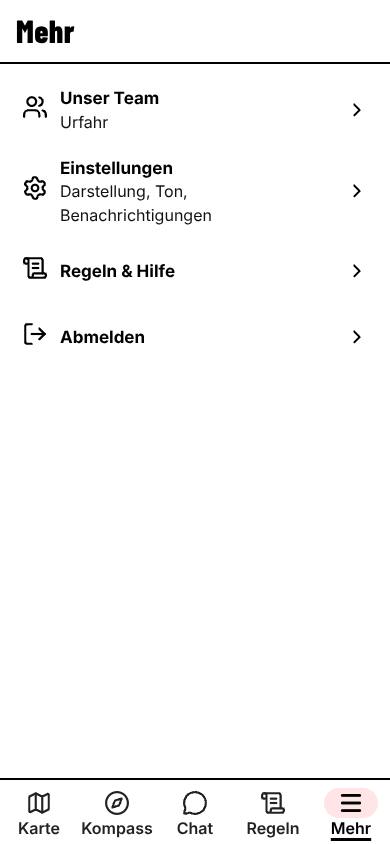 Mehr
Unser Team
Urfahr
Einstellungen
Darstellung, Ton,
Benachrichtigungen
Regeln & Hilfe
Abmelden
Karte
Kompass
Chat
Regeln
Mehr